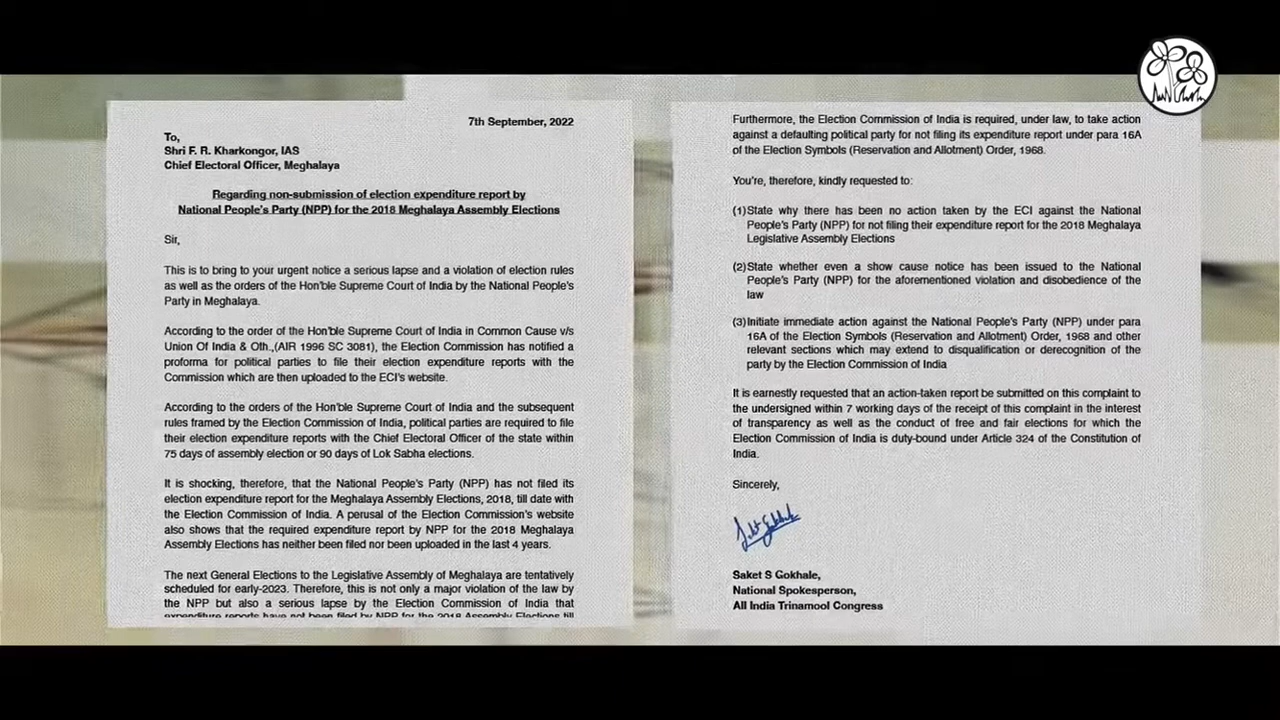 7th September, 2022
To,
Shri F. R. Kharkongor, IAS
Chief Electoral Officer, Meghalaya
Regarding non-submission of election expenditure report by
National People's Party (NPP) for the 2018 Meghalaya Assembly Elections
Sir,
This is to bring to your urgent notice a serious lapse and a violation of election rules
as well as the orders of the Hon'ble Supreme Court of India by the National People's
Party in Meghalaya.
According to the order of the Hon'ble Supreme Court of India in Common Cause v/s
Union Of India & Oth.,(AIR 1996 SC 3081), the Election Commission has notified a
proforma for political parties to file their election expenditure reports with the
Commission which are then uploaded to the ECI's website.
According to the orders of the Hon'ble Supreme Court of India and the subsequent
rules framed by the Election Commission of India, political parties are required to file
their election expenditure reports with the Chief Electoral Officer of the state within
75 days of assembly election or 90 days of Lok Sabha elections.
It is shocking, therefore, that the National People's Party (NPP) has not filed its
election expenditure report for the Meghalaya Assembly Elections, 2018, till date with
the Election Commission of India. A perusal of the Election Commission's website
also shows that the required expenditure report by NPP for the 2018 Meghalaya
Assembly Elections has neither been filed nor been uploaded in the last 4 years.
The next General Elections to the Legislative Assembly of Meghalaya are tentatively
scheduled for early-2023. Therefore, this is not only a major violation of the law by
the NPP but also a serious lapse by the Election Commission of India that
expenditure reports have not been filed by NPP for the 2018 Assembly Elections till
Furthermore, the Election Commission of India is required, under law, to take action
against a defaulting political party for not filing its expenditure report under para 16A
of the Election Symbols (Reservation and Allotment) Order, 1968.
You're, therefore, kindly requested to:
(1)State why there has been no action taken by the ECI against the National
People's Party (NPP) for not filing their expenditure report for the 2018 Meghalaya
Legislative Assembly Elections
(2)State whether even a show cause notice has been issued to the National
People's Party (NPP) for the aforementioned violation and disobedience of the
law
(3)Initiate immediate action against the National People's Party (NPP) under para
16A of the Election Symbols (Reservation and Allotment) Order, 1968 and other
relevant sections which may extend to disqualification or derecognition of the
party by the Election Commission of India
It is earnestly requested that an action-taken report be submitted on this complaint to
the undersigned within 7 working days of the receipt of this complaint in the interest
of transparency as well as the conduct of free and fair elections for which the
Election Commission of India is duty-bound under Article 324 of the Constitution of
India.
Sincerely,
Saket S Gokhale,
National Spokesperson,
All India Trinamool Congress